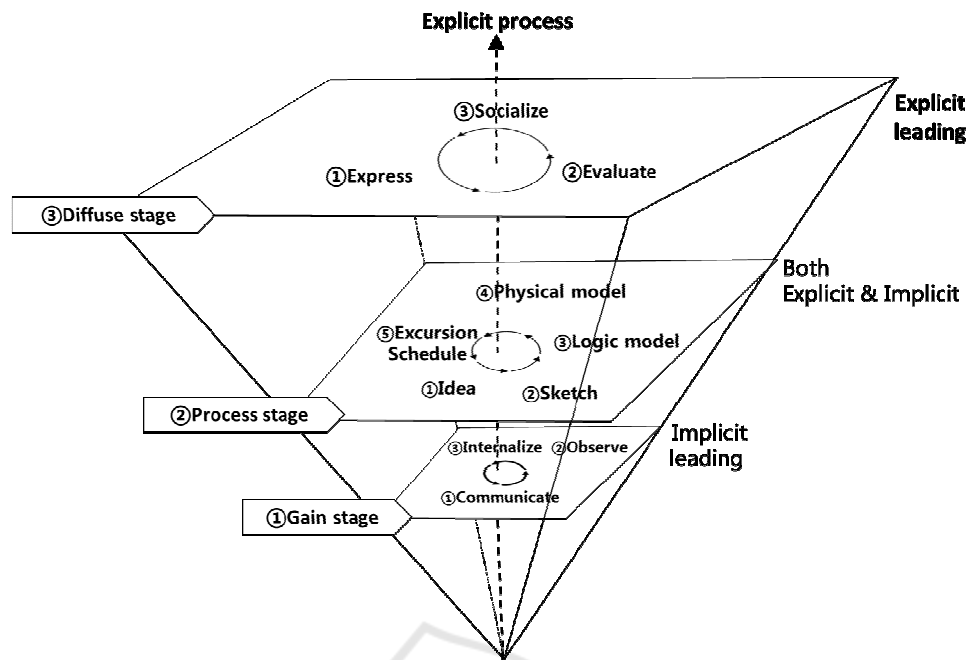 Explicit process
Explicit
leading
③Socialize
①Express
②Evaluate
③Diffuse stage
Both
Explicit & Implicit
④Physical model
⑤Excursion
Schedule
③Logic model
①Idea
②Sketch
②Process stage
Implicit
leading
③Internalize
②Observe
①Communicate
①Gain stage